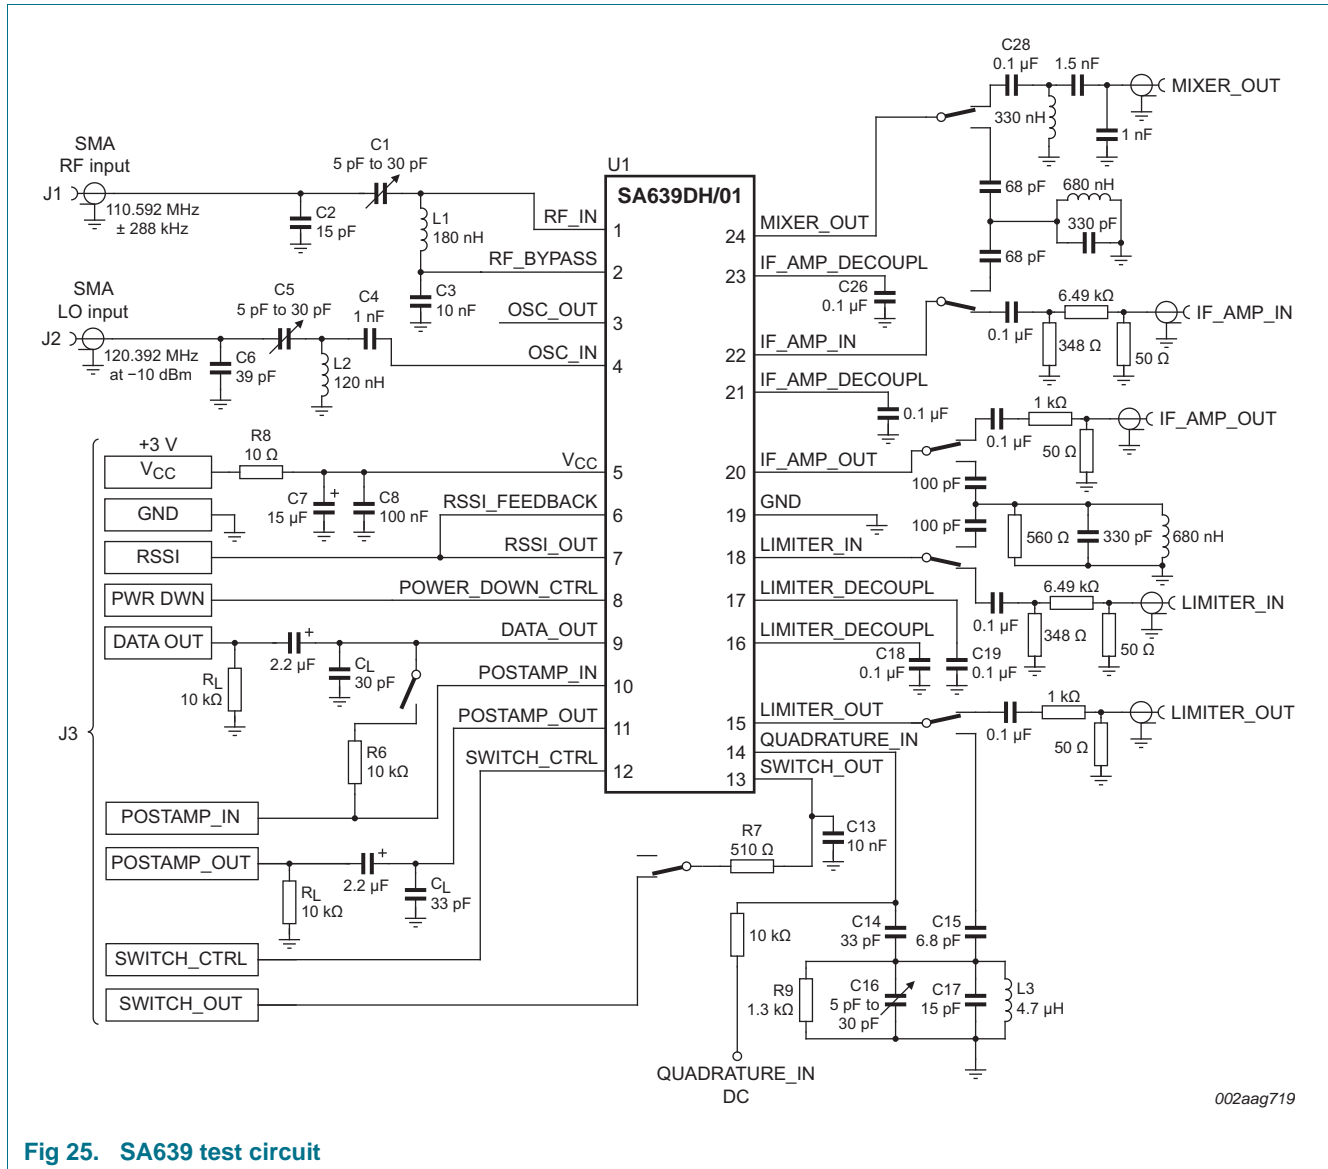 C28
0.1 µF
1.5 nF
MIXER_OUT
330 nH
1 nF
SMA
RF input
C1
5 pF to 30 pF
U1
SA639DH/01
J1
110.592 MHz
± 288 kHz
C2
15 pF
L1
180 nH
RF_IN
1
RF_BYPASS
2
C3
10 nF
OSC_OUT
3
SMA
LO input
C5
5 pF to 30 pF
C4
1 nF
J2
120.392 MHz
at −10 dBm
C6
39 pF
L2
120 nH
OSC_IN
4
MIXER_OUT
24
68 pF
680 nH
330 pF
68 pF
IF_AMP_DECOUPL
23
C26
0.1 µF
6.49 kΩ
IF_AMP_IN
0.1 µF
348 Ω
50 Ω
IF_AMP_IN
22
IF_AMP_DECOUPL
21
0.1 µF
1 kΩ
IF_AMP_OUT
0.1 µF
50 Ω
IF_AMP_OUT
20
100 pF
GND
19
100 pF
560 Ω
330 pF
680 nH
LIMITER_IN
18
6.49 kΩ
LIMITER_IN
0.1 µF
348 Ω
50 Ω
LIMITER_DECOUPL
17
LIMITER_DECOUPL
16
C18
0.1 µF
C19
0.1 µF
1 kΩ
LIMITER_OUT
0.1 µF
50 Ω
LIMITER_OUT
15
QUADRATURE_IN
14
SWITCH_OUT
13
J3
+3 V
VCC
R8
10 Ω
VCC
5
C7
15 µF
+
C8
100 nF
GND
RSSI_FEEDBACK
6
RSSI
RSSI_OUT
7
PWR DWN
POWER_DOWN_CTRL
8
DATA OUT
2.2 µF
+
DATA_OUT
9
RL
10 kΩ
CL
30 pF
POSTAMP_IN
10
POSTAMP_OUT
11
R6
10 kΩ
SWITCH_CTRL
12
POSTAMP_IN
POSTAMP_OUT
2.2 µF
+
RL
10 kΩ
CL
33 pF
R7
510 Ω
C13
10 nF
SWITCH_CTRL
SWITCH_OUT
10 kΩ
C14
33 pF
C15
6.8 pF
R9
1.3 kΩ
C16
5 pF to
30 pF
C17
15 pF
L3
4.7 µH
QUADRATURE_IN
DC
002aag719
Fig 25. SA639 test circuit